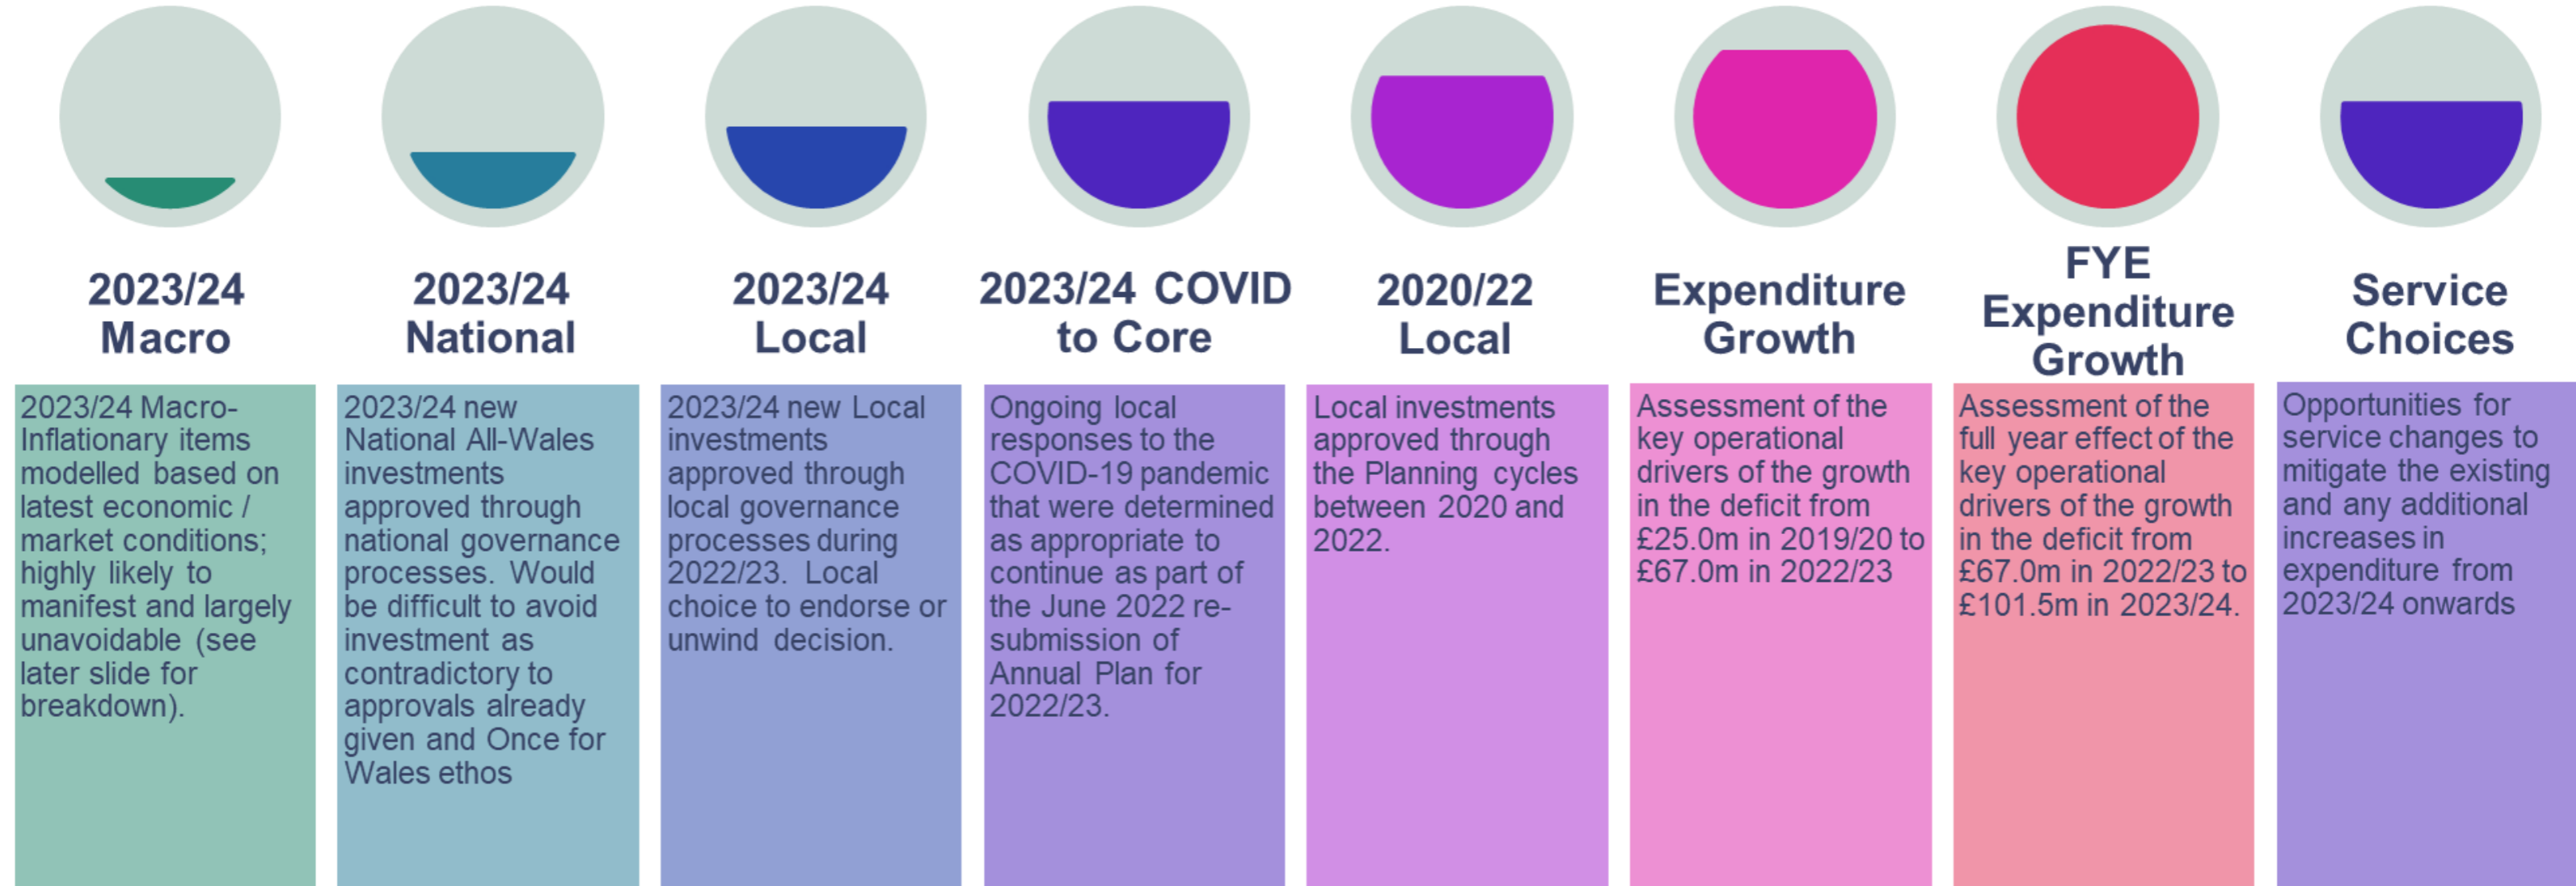 2023/24
Macro
2023/24 Macro-
Inflationary items
modelled based on
latest economic /
market conditions;
highly likely to
manifest and largely
unavoidable (see
later slide for
breakdown).
2023/24
National
2023/24 new
National All-Wales
investments
approved through
national governance
processes. Would
be difficult to avoid
investment as
contradictory to
approvals already
given and Once for
Wales ethos
2023/24
Local
2023/24 new Local
investments
approved through
local governance
processes during
2022/23. Local
choice to endorse or
unwind decision.
2023/24 COVID
to Core
Ongoing local
responses to the
COVID-19 pandemic
that were determined
as appropriate to
continue as part of
the June 2022 re-
submission of
Annual Plan for
2022/23.
2020/22
Local
Local investments
approved through
the Planning cycles
between 2020 and
2022.
Expenditure
Growth
Assessment of the
key operational
drivers of the growth
in the deficit from
£25.0m in 2019/20 to
£67.0m in 2022/23
FYE
Expenditure
Growth
Assessment of the
full year effect of the
key operational
drivers of the growth
in the deficit from
£67.0m in 2022/23 to
£101.5m in 2023/24.
Service
Choices
Opportunities for
service changes to
mitigate the existing
and any additional
increases in
expenditure from
2023/24 onwards